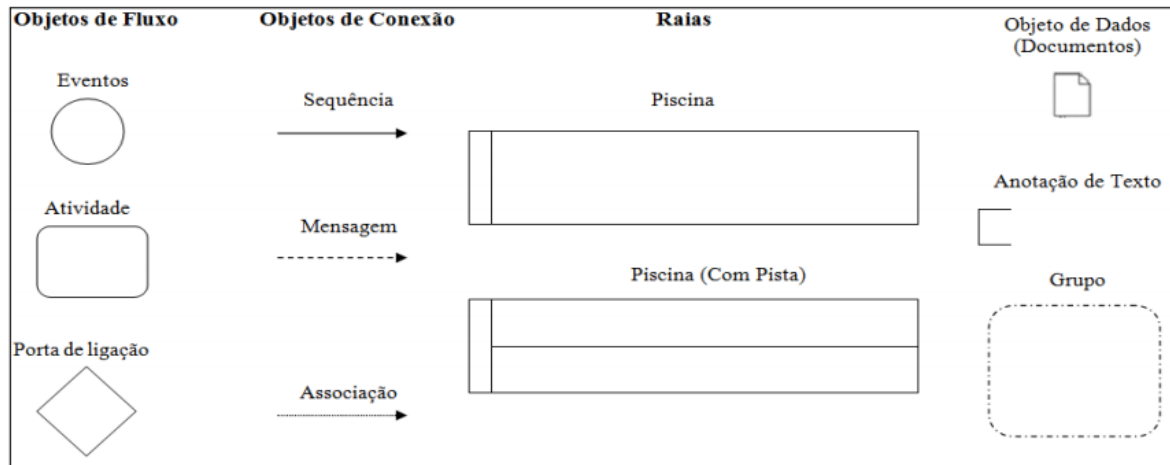 Objetos de Fluxo
Eventos
Atividade
Porta de ligação
Objetos de Conexão
Sequência
Mensagem
Associação
Raias
Piscina
Piscina (Com Pista)
Objeto de Dados
(Documentos)
Anotação de Texto
Grupo